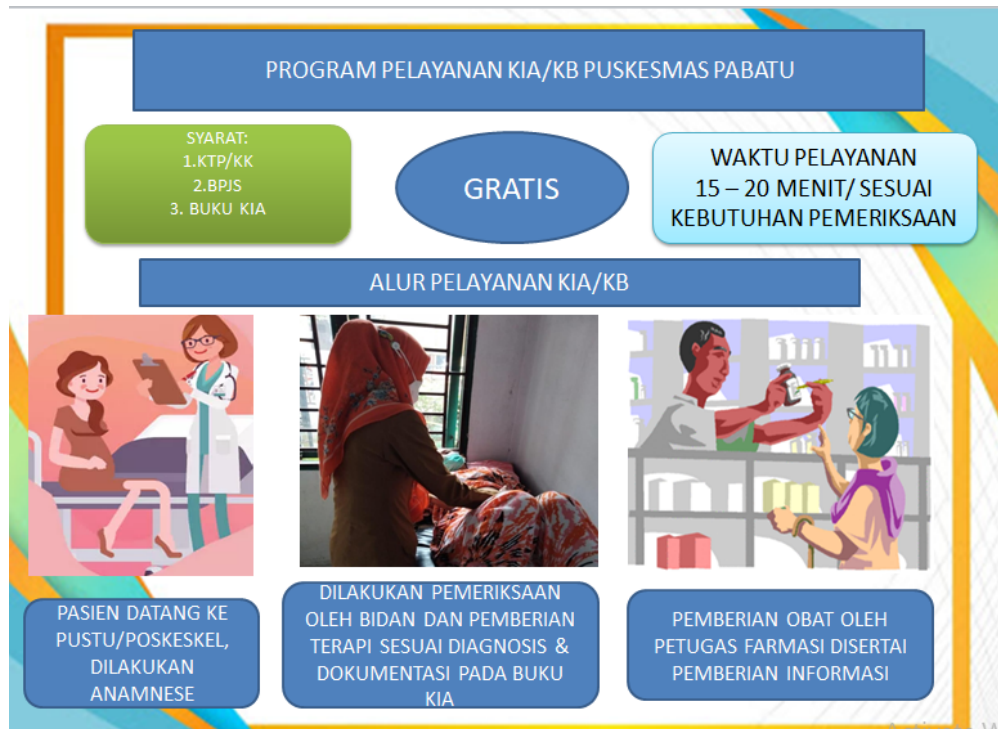 PROGRAM PELAYANAN KIA/KB PUSKESMAS PABATU
SYARAT:
1.KTP/KK
2.BPJS
3. BUKU KIA
GRATIS
WAKTU PELAYANAN
15 – 20 MENIT/ SESUAI
KEBUTUHAN PEMERIKSAAN
ALUR PELAYANAN KIA/KB
PASIEN DATANG KE
PUSTU/POSKESKEL,
DILAKUKAN
ANAMNESE
DILAKUKAN PEMERIKSAAN
OLEH BIDAN DAN PEMBERIAN
TERAPI SESUAI DIAGNOSIS &
DOKUMENTASI PADA BUKU
KIA
PEMBERIAN OBAT OLEH
PETUGAS FARMASI DISERTAI
PEMBERIAN INFORMASI